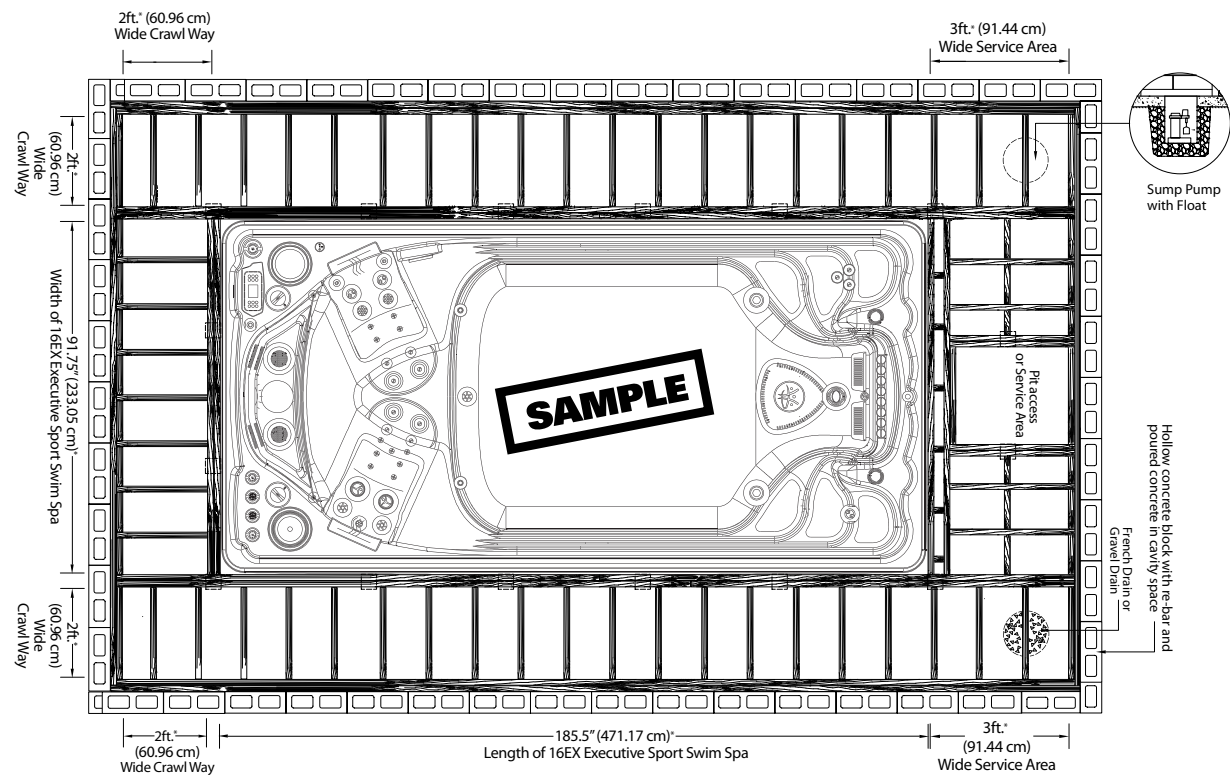 2ft.* (60.96 cm)
Wide Crawl Way
3ft.* (91.44 cm)
Wide Service Area
Sump Pump
with Float
2ft.*
(60.96 cm)
Wide
Crawl Way
91.75” (233.05 cm)*
Width of 16EX Executive Sport Swim Spa
SAMPLE
Pit access
or Service Area
Hollow concrete block with re-bar and
poured concrete in cavity space
French Drain or
Gravel Drain
2ft.*
(60.96 cm)
Wide
Crawl Way
2ft.*
(60.96 cm)
Wide Crawl Way
185.5” (471.17 cm)*
Length of 16EX Executive Sport Swim Spa
3ft.*
(91.44 cm)
Wide Service Area